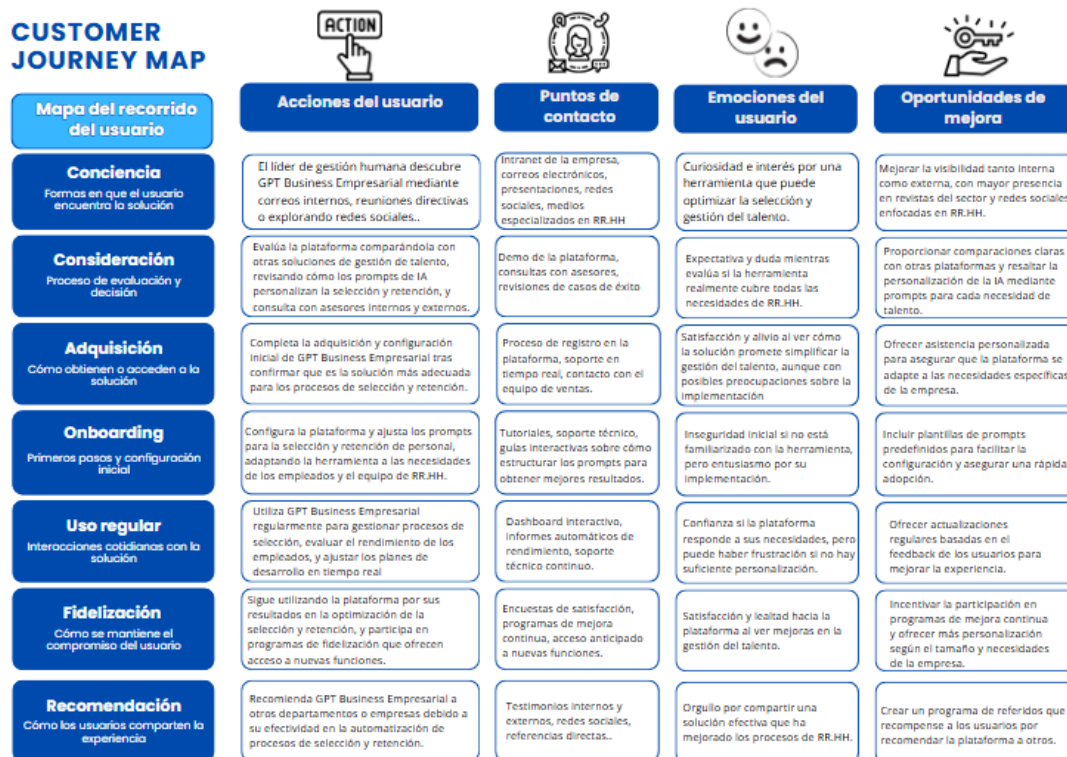 CUSTOMER
JOURNEY MAP
ACTION
Mapa del recorrido
del usuario
Acciones del usuario
Puntos de
contacto
Emociones del
usuario
Oportunidades de
mejora
Conciencia
Formas en que el usuario
encuentra la solución
El líder de gestión humana descubre
GPT Business Empresarial mediante
correos internos, reuniones directivas
o explorando redes sociales..
Intranet de la empresa,
correos electrónicos,
presentaciones, redes
sociales, medios
especializados en RR.HH
Curiosidad e interés por una
herramienta que puede
optimizar la selección y
gestión del talento.
Mejorar la visibilidad tanto interna
como externa, con mayor presencia
en revistas del sector y redes sociales
enfocadas en RR.HH.
Consideración
Proceso de evaluación y
decisión
Evalúa la plataforma comparándola con
otras soluciones de gestión de talento,
revisando cómo los prompts de IA
personalizan la selección y retención, y
consulta con asesores internos y externos.
Demo de la plataforma,
consultas con asesores,
revisiones de casos de éxito
Expectativa y duda mientras
evalúa si la herramienta
realmente cubre todas las
necesidades de RR.HH.
Proporcionar comparaciones claras
con otras plataformas y resaltar la
personalización de la IA mediante
prompts para cada necesidad de
talento.
Adquisición
Cómo obtienen o acceden a la
solución
Completa la adquisición y configuración
inicial de GPT Business Empresarial tras
confirmar que es la solución más adecuada
para los procesos de selección y retención.
Proceso de registro en la
plataforma, soporte en
tiempo real, contacto con el
equipo de ventas.
Satisfacción y alivio al ver cómo
la solución promete simplificar la
gestión del talento, aunque con
posibles preocupaciones sobre la
implementación
Ofrecer asistencia personalizada
para asegurar que la plataforma se
adapte a las necesidades específicas
de la empresa.
Onboarding
Primeros pasos y configuración
inicial
Configura la plataforma y ajusta los prompts
para la selección y retención de personal,
adaptando la herramienta a las necesidades
de los empleados y el equipo de RR.HH.
Tutoriales, soporte técnico,
guías interactivas sobre cómo
estructurar los prompts para
obtener mejores resultados.
Inseguridad inicial si no está
familiarizado con la herramienta,
pero entusiasmo por su
implementación.
Incluir plantillas de prompts
predefinidos para facilitar la
configuración y asegurar una rápida
adopción.
Uso regular
Interacciones cotidianas con la
solución
Utiliza GPT Business Empresarial
regularmente para gestionar procesos de
selección, evaluar el rendimiento de los
empleados, y ajustar los planes de
desarrollo en tiempo real
Dashboard interactivo,
informes automáticos de
rendimiento, soporte
técnico continuo.
Confianza si la plataforma
responde a sus necesidades, pero
puede haber frustración si no hay
suficiente personalización.
Ofrecer actualizaciones
regulares basadas en el
feedback de los usuarios para
mejorar la experiencia.
Fidelización
Cómo se mantiene el
compromiso del usuario
Sigue utilizando la plataforma por sus
resultados en la optimización de la
selección y retención, y participa en
programas de fidelización que ofrecen
acceso a nuevas funciones.
Encuestas de satisfacción,
programas de mejora
continua, acceso anticipado
a nuevas funciones.
Satisfacción y lealtad hacia la
plataforma al ver mejoras en la
gestión del talento.
Incentivar la participación en
programas de mejora continua
y ofrecer más personalización
según el tamaño y necesidades
de la empresa.
Recomendación
Cómo los usuarios comparten la
experiencia
Recomienda GPT Business Empresarial a
otros departamentos o empresas debido a
su efectividad en la automatización de
procesos de selección y retención.
Testimonios internos y
externos, redes sociales,
referencias directas..
Orgullo por compartir una
solución efectiva que ha
mejorado los procesos de RR.HH.
Crear un programa de referidos que
recompense a los usuarios por
recomendar la plataforma a otros.